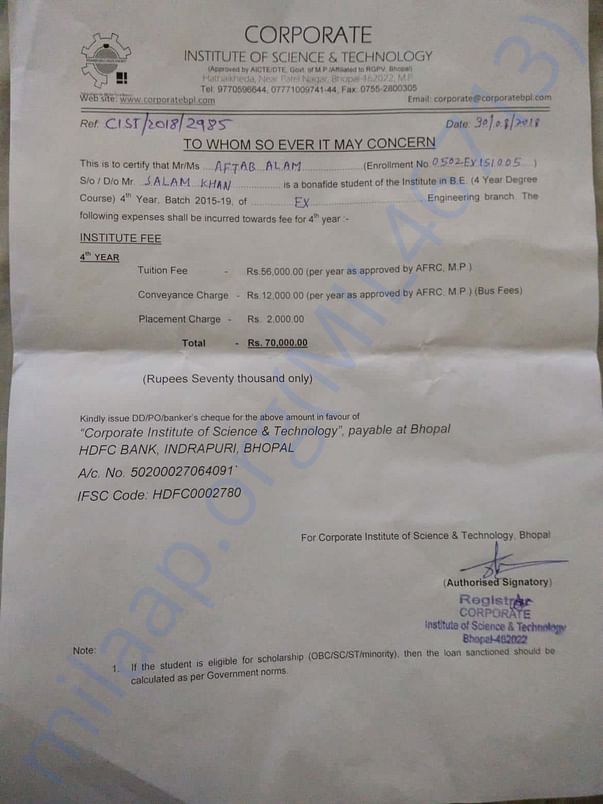 CORPORATE
INSTITUTE OF SCIENCE & TECHNOLOGY
(Approved by AICTE/DTE, Govt. of M.P./Affiliated to RGPV, Bhopal)
Hathaikheda, Near Patel Nagar, Bhopal-462022, M.P.
Tel: 9770596644, 07771009741-44, Fax: 0755-2800305
Web site: www.corporatebpl.com Email: corporate@corporatebpl.com
Ref: CIST/2018/2985 Date: 30/08/2018
TO WHOM SO EVER IT MAY CONCERN
This is to certify that Mr/Ms. AFTAB ALAM (Enrollment No 0502EX151005 )
S/o / D/o Mr. SALAM KHAN is a bonafide student of the Institute in B.E. (4 Year Degree
Course) 4th Year, Batch 2015-19, of EX Engineering branch. The
following expenses shall be incurred towards fee for 4th year :-
INSTITUTE FEE
4th YEAR
Tuition Fee - Rs.56,000.00 (per year as approved by AFRC, M.P.)
Conveyance Charge - Rs.12,000.00 (per year as approved by AFRC, M.P.) (Bus Fees)
Placement Charge - Rs. 2,000.00
Total - Rs. 70,000.00
(Rupees Seventy thousand only)
Kindly issue DD/PO/banker's cheque for the above amount in favour of
"Corporate Institute of Science & Technology", payable at Bhopal
HDFC BANK, INDRAPURI, BHOPAL
A/c. No. 50200027064091`
IFSC Code: HDFC0002780
For Corporate Institute of Science & Technology, Bhopal
(Authorised Signatory)
Registrar
CORPORATE
Institute of Science & Technology
Bhopal-462022
Note:
1. If the student is eligible for scholarship (OBC/SC/ST/minority), then the loan sanctioned should be
calculated as per Government norms.